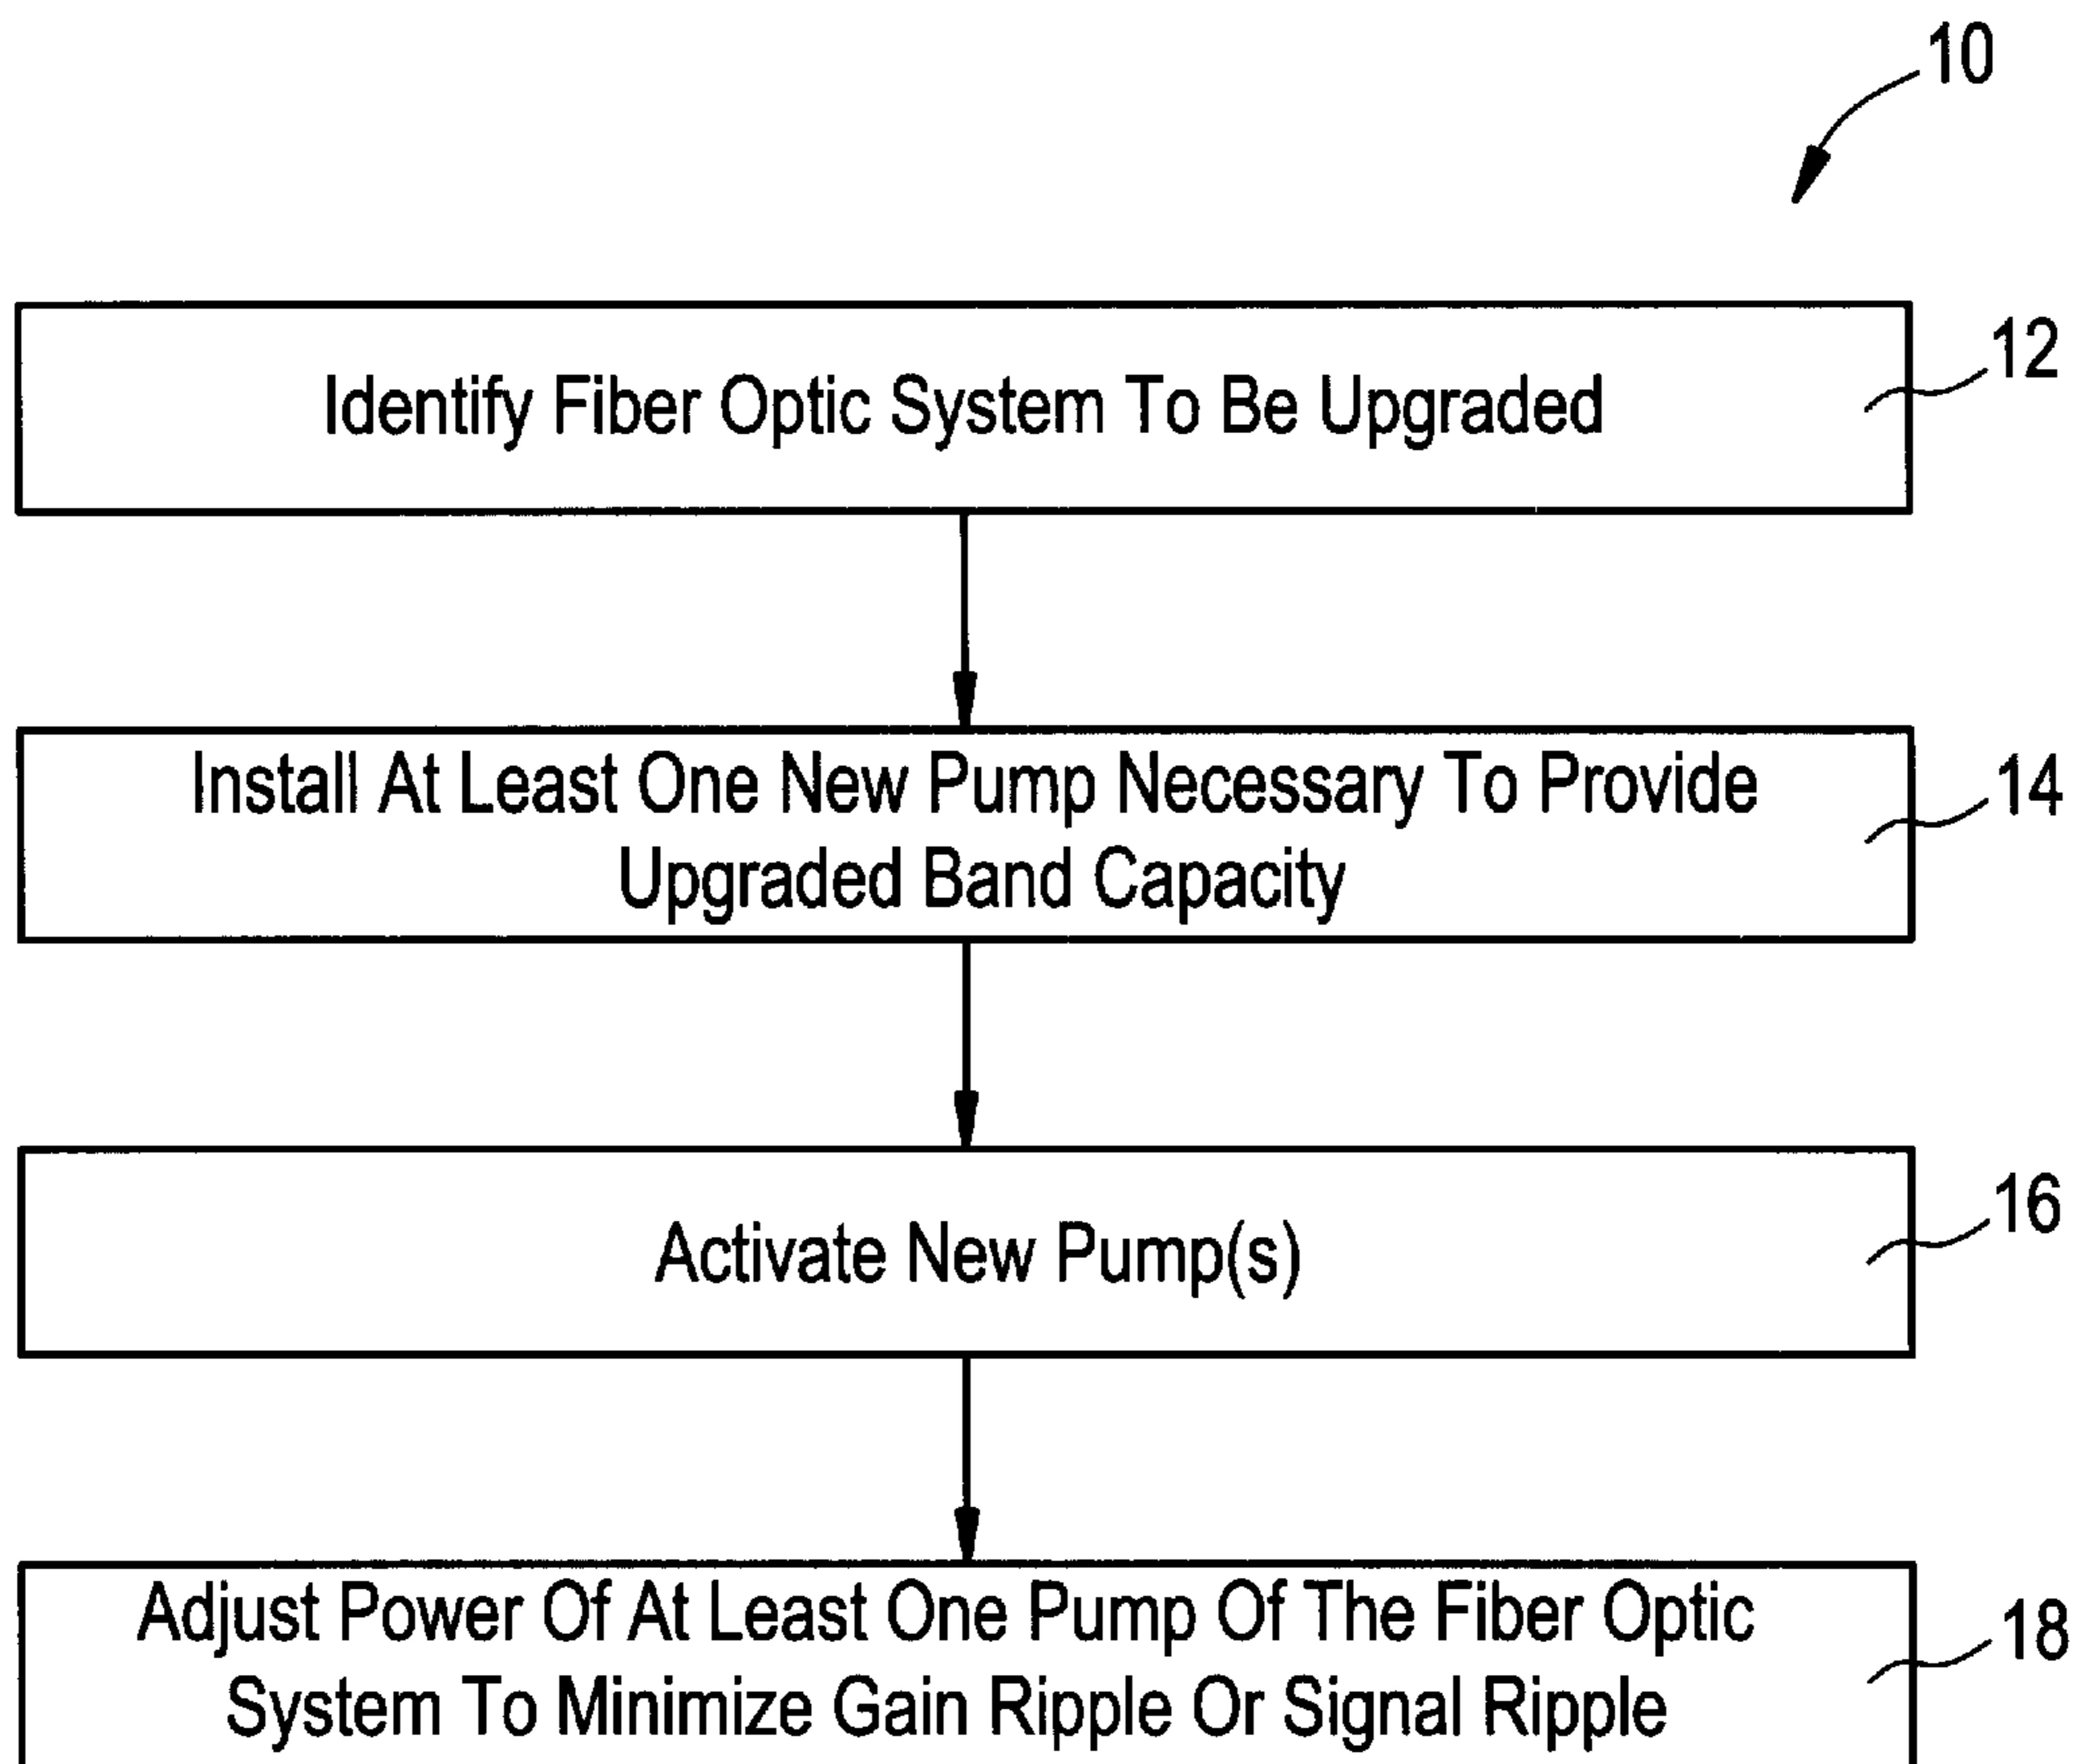 10
Identify Fiber Optic System To Be Upgraded
12
Install At Least One New Pump Necessary To Provide
Upgraded Band Capacity
14
Activate New Pump(s)
16
Adjust Power Of At Least One Pump Of The Fiber Optic
System To Minimize Gain Ripple Or Signal Ripple
18